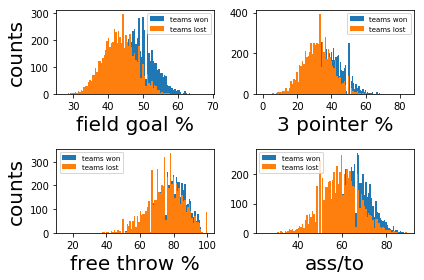 counts
300
200
100
0
teams won
teams lost
30
40
50
60
70
field goal %
400
200
0
teams won
teams lost
0
20
40
60
80
3 pointer %
counts
300
200
100
0
teams won
teams lost
20
40
60
80
100
free throw %
200
100
0
teams won
teams lost
40
60
80
ass/to